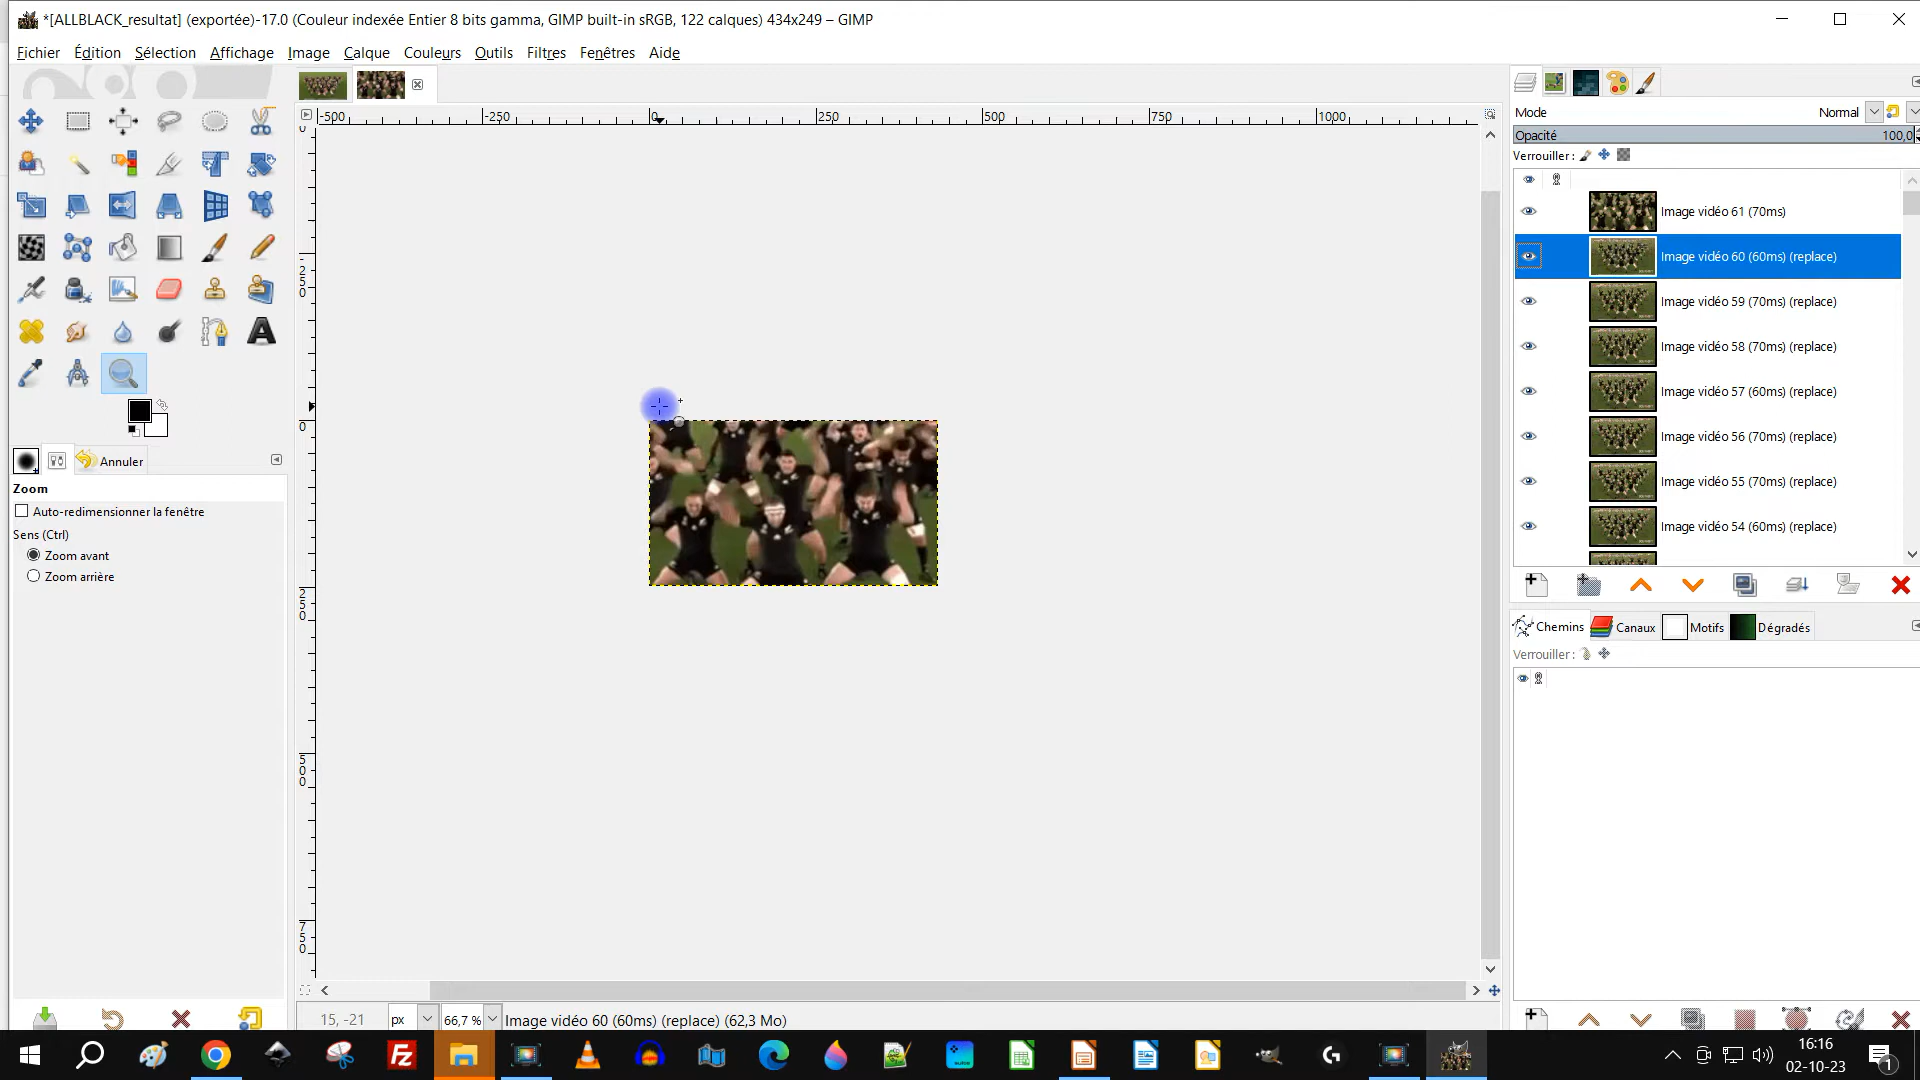 *[ALLBLACK_resultat] (exportée)-17.0 (Couleur indexée Entier 8 bits gamma, GIMP built-in sRGB, 122 calques) 434x249 – GIMP
Fichier Édition Sélection Affichage Image Calque Couleurs Outils Filtres Fenêtres Aide
-500 -250 0 250 500 750 1000
Mode Normal
Opacité 100,0
Verrouiller :
Image vidéo 61 (70ms)
Image vidéo 60 (60ms) (replace)
Image vidéo 59 (70ms) (replace)
Image vidéo 58 (70ms) (replace)
Image vidéo 57 (60ms) (replace)
Image vidéo 56 (70ms) (replace)
Image vidéo 55 (70ms) (replace)
Image vidéo 54 (60ms) (replace)
Annuler
Zoom
Auto-redimensionner la fenêtre
Sens (Ctrl)
Zoom avant
Zoom arrière
250
0
250
500
750
Chemins Canaux Motifs Dégradés
Verrouiller :
15, -21 px 66,7 % Image vidéo 60 (60ms) (replace) (62,3 Mo)
16:16
02-10-23
1